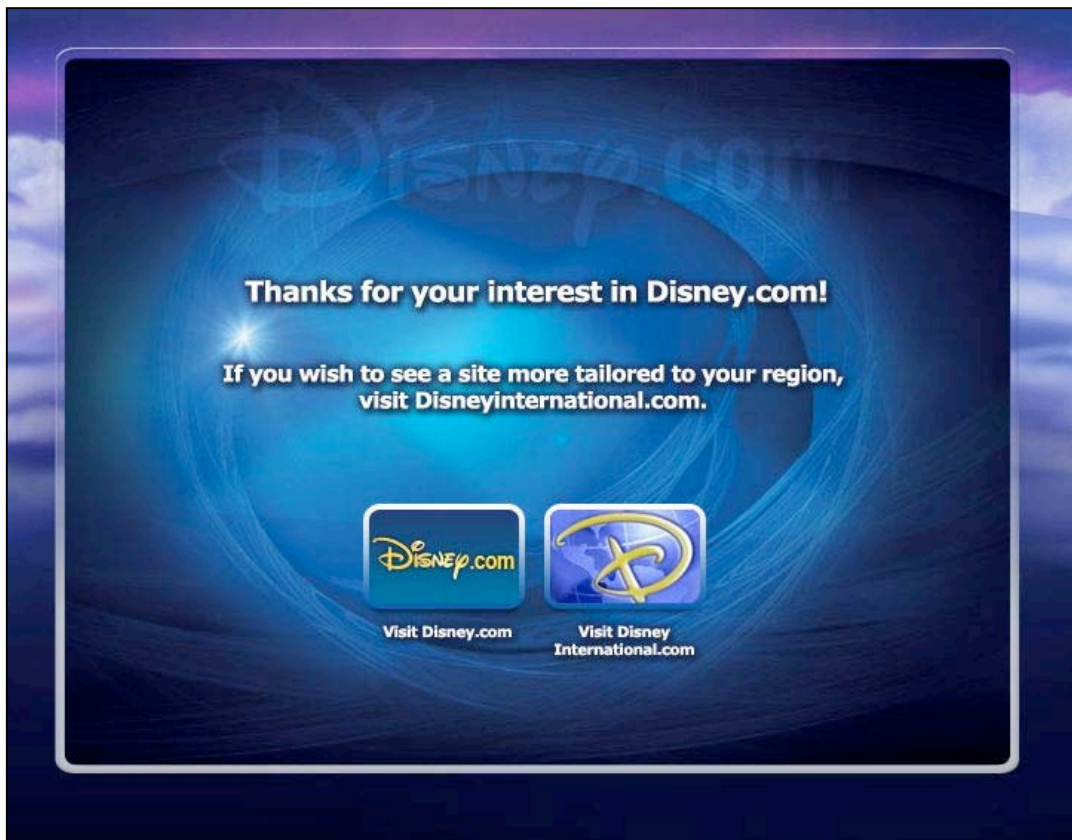 Disney.com
Thanks for your interest in Disney.com!
If you wish to see a site more tailored to your region,
visit Disneyinternational.com.
Disney.com
D
Visit Disney.com
Visit Disney
International.com